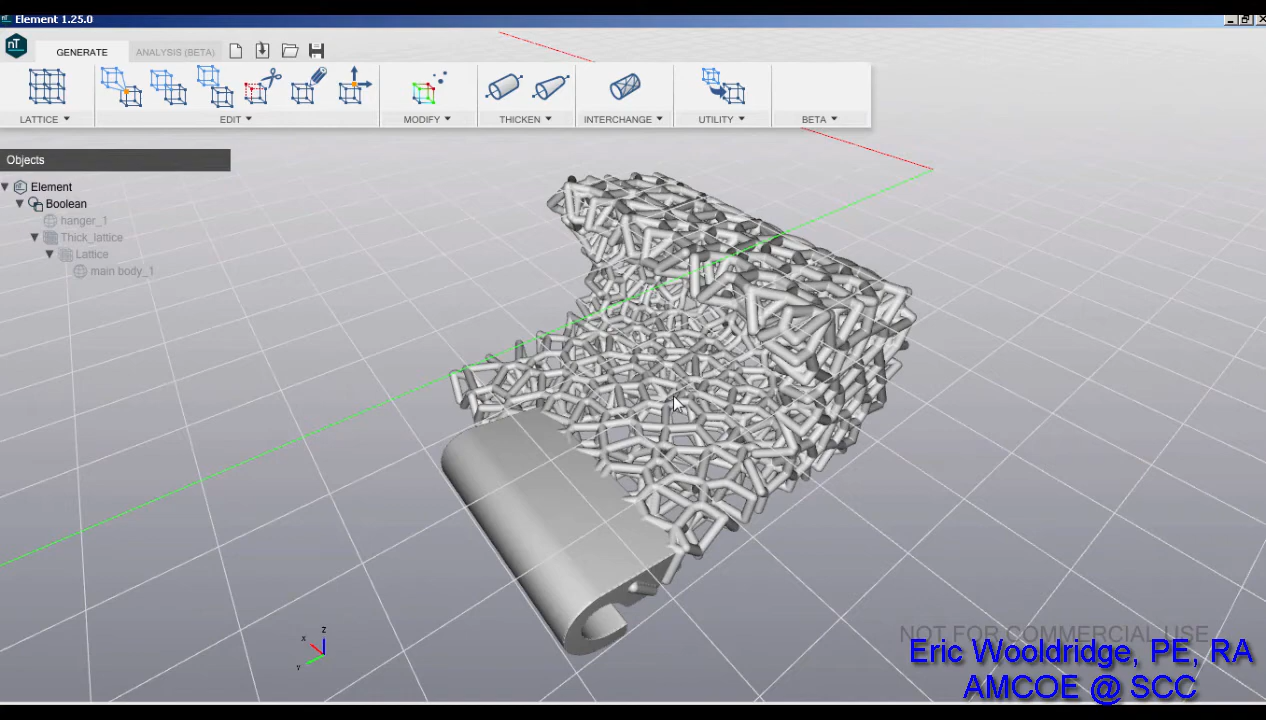 Element 1.25.0
nT
GENERATE
ANALYSIS (BETA)
LATTICE
EDIT
MODIFY
THICKEN
INTERCHANGE
UTILITY
BETA
Objects
Element
Boolean
hanger_1
Thick_lattice
Lattice
main body_1
Z
X
Y
NOT FOR COMMERCIAL USE
Eric Wooldridge, PE, RA
AMCOE @ SCC